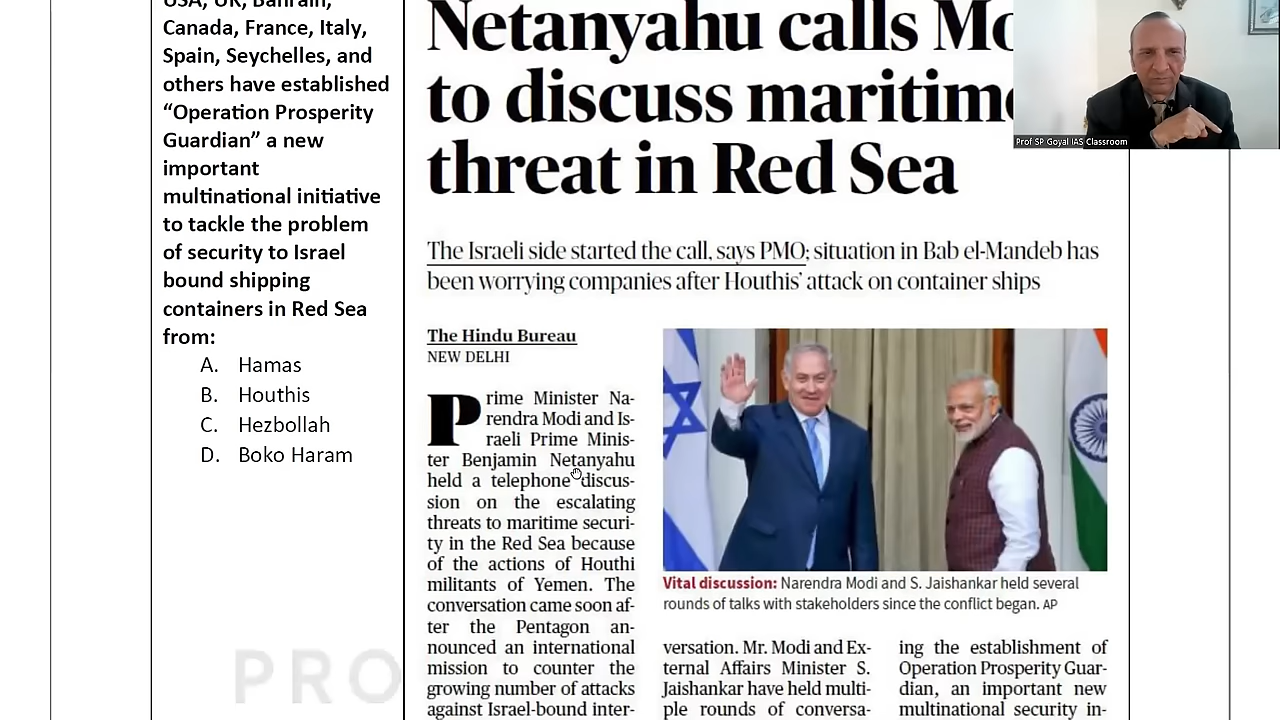 USA, UK, Bahrain,
Canada, France, Italy,
Spain, Seychelles, and
others have established
“Operation Prosperity
Guardian” a new
important
multinational initiative
to tackle the problem
of security to Israel
bound shipping
containers in Red Sea
from:
A. Hamas
B. Houthis
C. Hezbollah
D. Boko Haram
PRO
Netanyahu calls Mo
to discuss maritime
threat in Red Sea
The Israeli side started the call, says PMO; situation in Bab el-Mandeb has
been worrying companies after Houthis’ attack on container ships
The Hindu Bureau
NEW DELHI
Prime Minister Na-
rendra Modi and Is-
raeli Prime Minis-
ter Benjamin Netanyahu
held a telephone discus-
sion on the escalating
threats to maritime securi-
ty in the Red Sea because
of the actions of Houthi
militants of Yemen. The
conversation came soon af-
ter the Pentagon an-
nounced an international
mission to counter the
growing number of attacks
against Israel-bound inter-
Vital discussion: Narendra Modi and S. Jaishankar held several
rounds of talks with stakeholders since the conflict began. AP
versation. Mr. Modi and Ex-
ternal Affairs Minister S.
Jaishankar have held multi-
ple rounds of conversa-
ing the establishment of
Operation Prosperity Guar-
dian, an important new
multinational security in-
Prof SP Goyal IAS Classroom